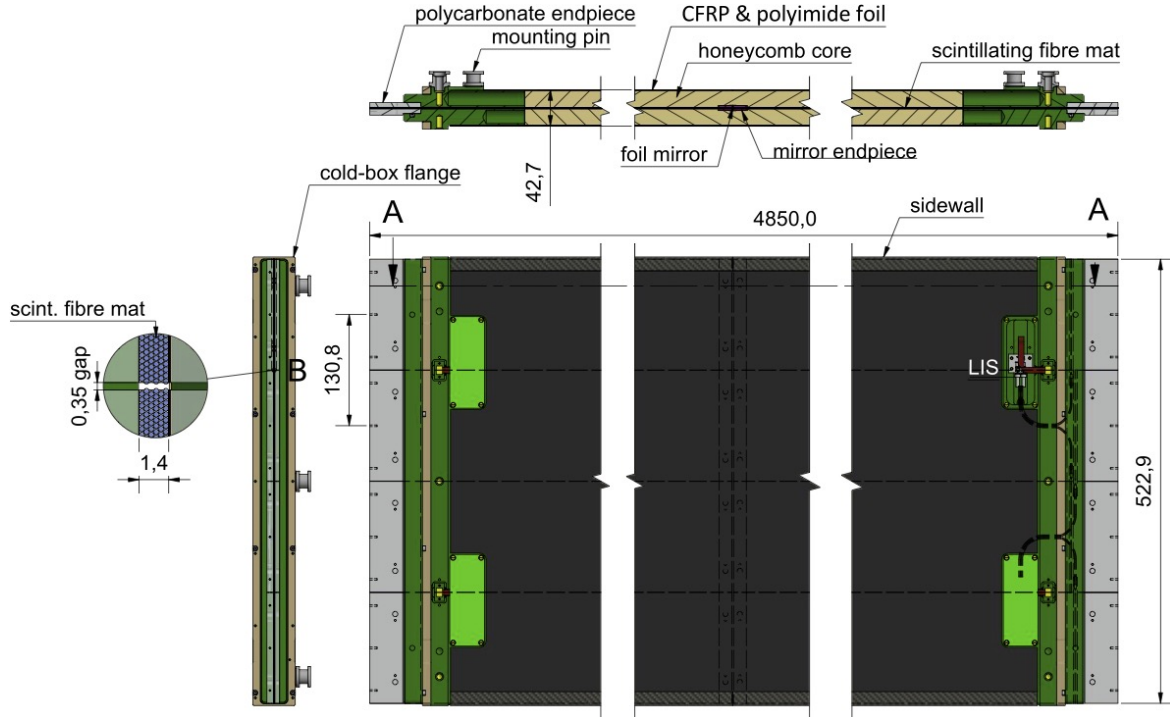 polycarbonate endpiece
mounting pin
CFRP & polyimide foil
honeycomb core
scintillating fibre mat
foil mirror
mirror endpiece
42,7
cold-box flange
A
4850,0
sidewall
A
scint. fibre mat
0,35 gap
1,4
B
130,8
LIS
522,9